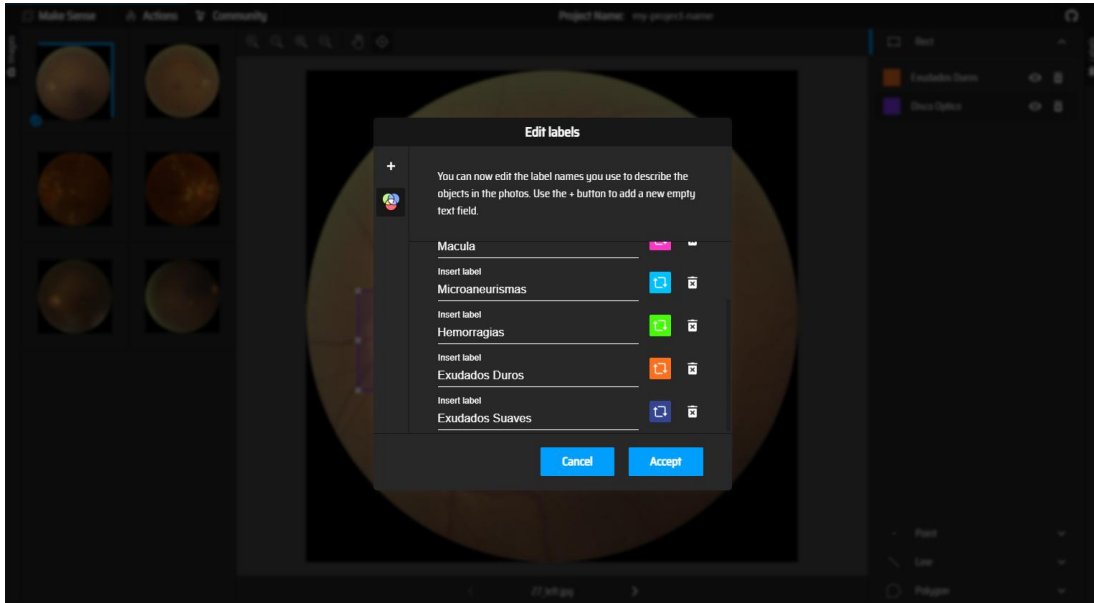 Make Sense
Actions
Community
Project Name: my-project-name
Rect
Exudados Duros
Disco Optico
Edit labels
+
You can now edit the label names you use to describe the
objects in the photos. Use the + button to add a new empty
text field.
Macula
Insert label
Microaneurismas
Insert label
Hemorragias
Insert label
Exudados Duros
Insert label
Exudados Suaves
Cancel
Accept
Point
Line
Polygon